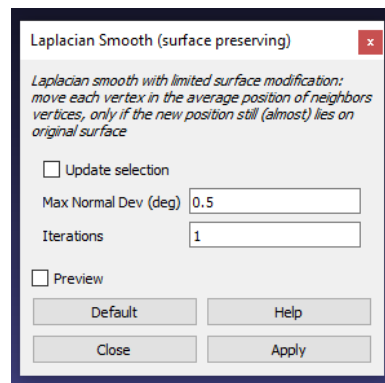 Laplacian Smooth (surface preserving)
x
Laplacian smooth with limited surface modification:
move each vertex in the average position of neighbors
vertices, only if the new position still (almost) lies on
original surface
Update selection
Max Normal Dev (deg) 0.5
Iterations 1
Preview
Default Help
Close Apply